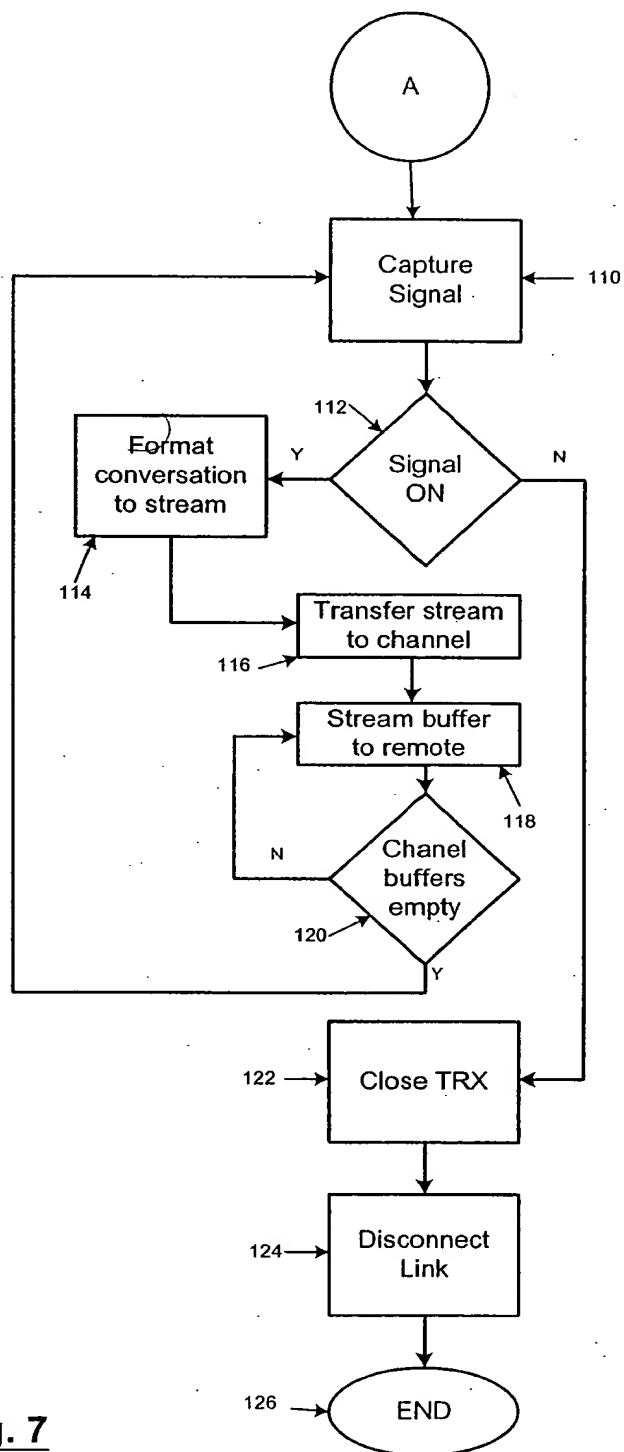 A
Capture
Signal
110
112
Signal
ON
Y
N
Format
conversation
to stream
114
Transfer stream
to channel
116
Stream buffer
to remote
118
N
Chanel
buffers
empty
120
Y
122
Close TRX
124
Disconnect
Link
126
END
g. 7